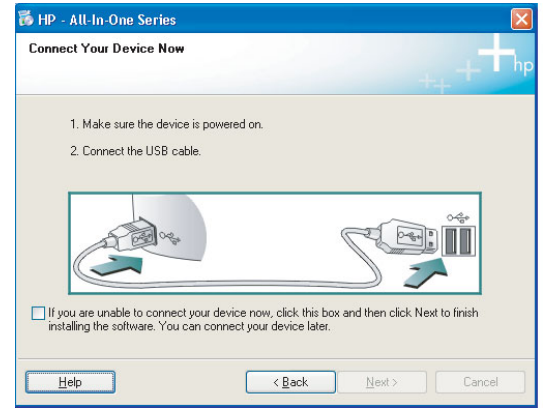 HP - All-In-One Series
Connect Your Device Now
hp
1. Make sure the device is powered on.
2. Connect the USB cable.
If you are unable to connect your device now, click this box and then click Next to finish
installing the software. You can connect your device later.
Help
< Back
Next >
Cancel